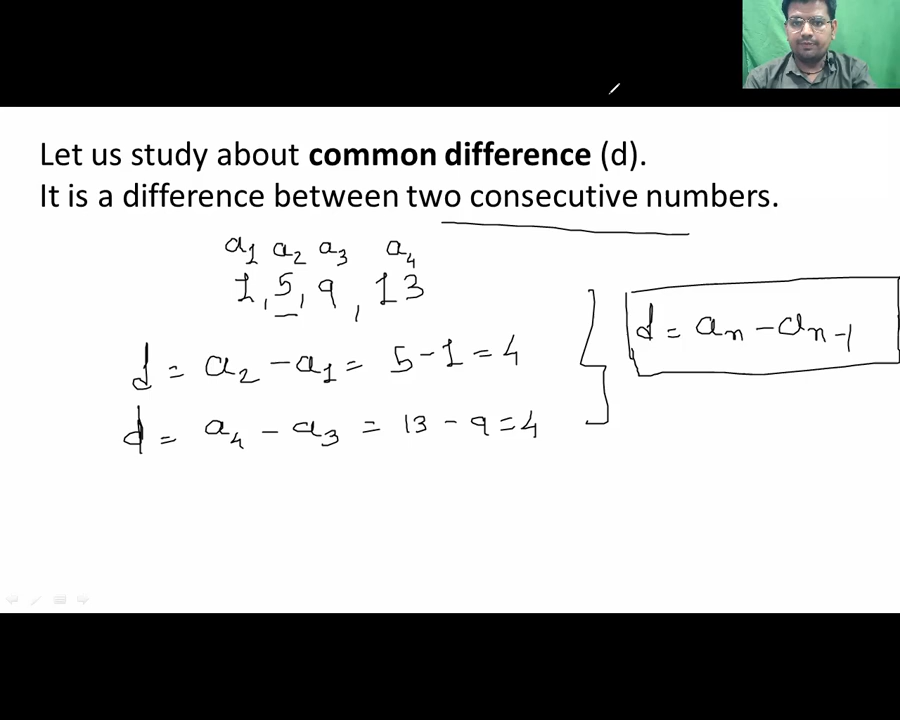 Let us study about common difference (d).
It is a difference between two consecutive numbers.
a1 a2 a3 a4
1, 5, 9, 13
d = a2 - a1 = 5 - 1 = 4
d = a4 - a3 = 13 - 9 = 4
d = an - an-1